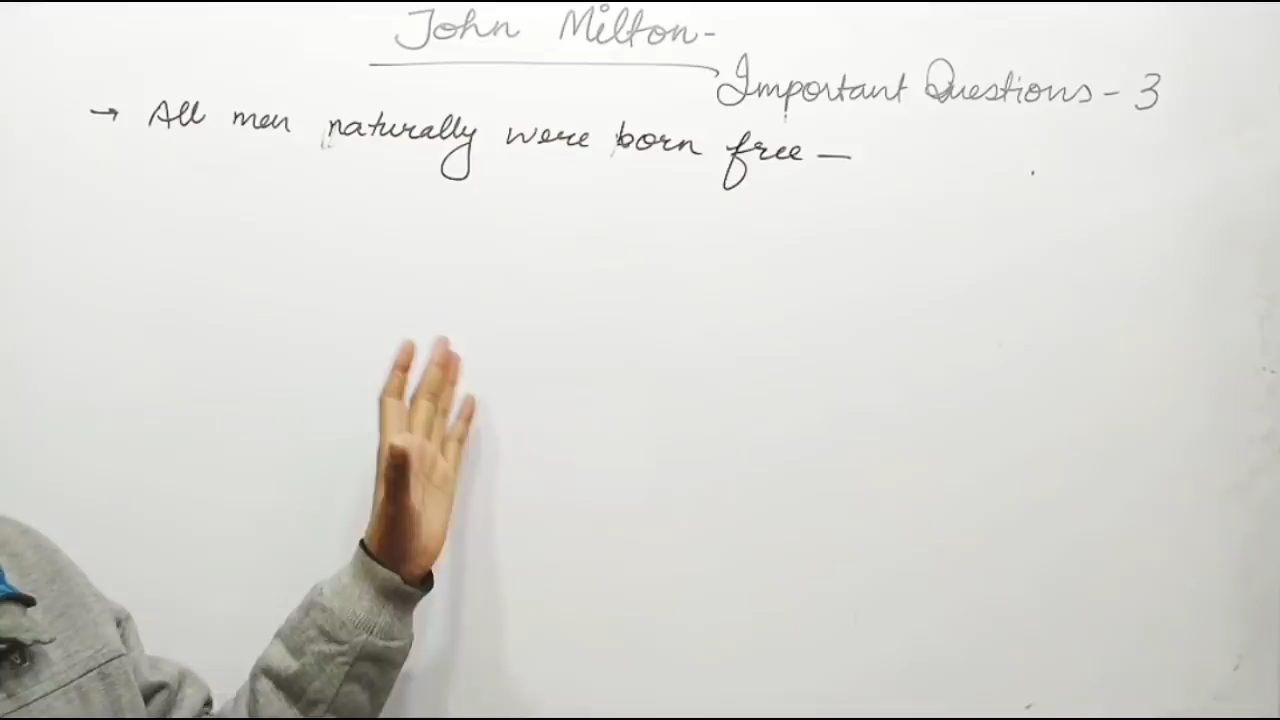 John Milton-
Important Questions - 3
→ All men naturally were born free —